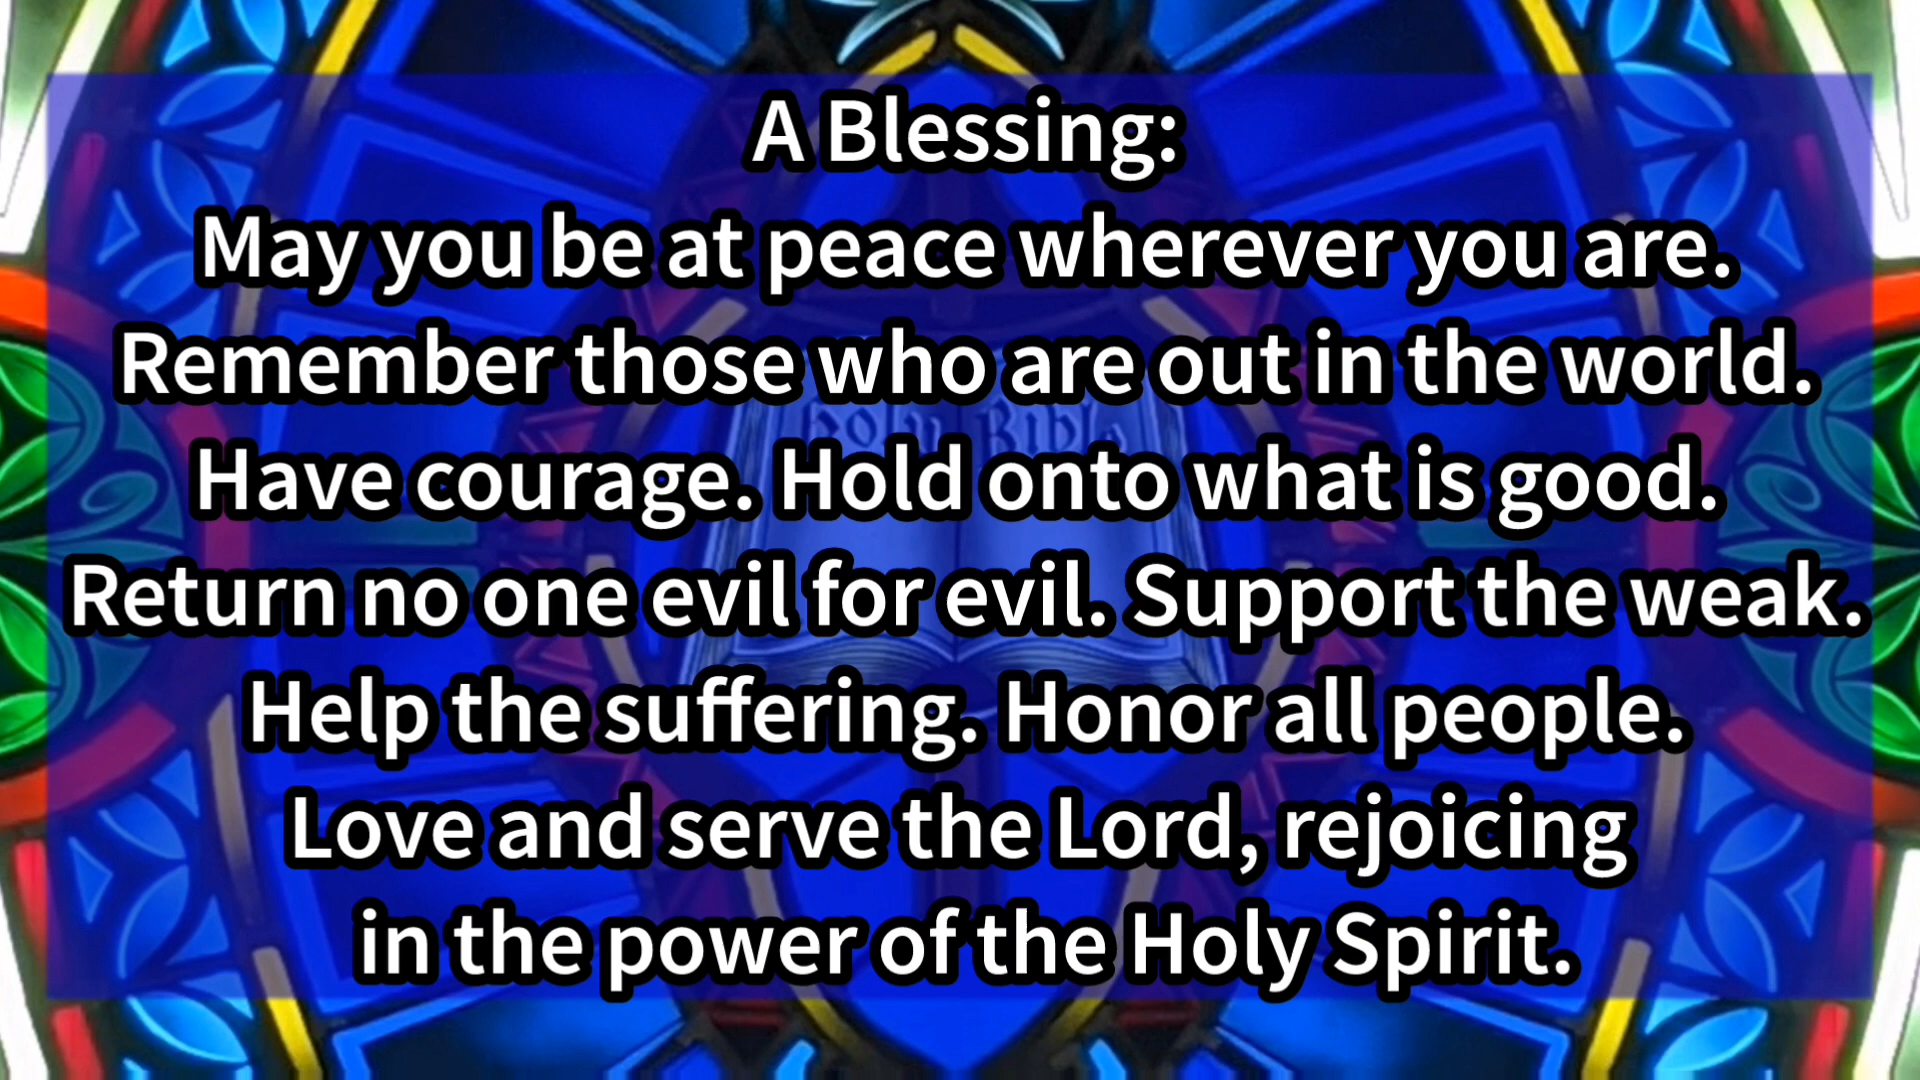 A Blessing:
May you be at peace wherever you are.
Remember those who are out in the world.
Holy Bible
Have courage. Hold onto what is good.
Return no one evil for evil. Support the weak.
Help the suffering. Honor all people.
Love and serve the Lord, rejoicing
in the power of the Holy Spirit.